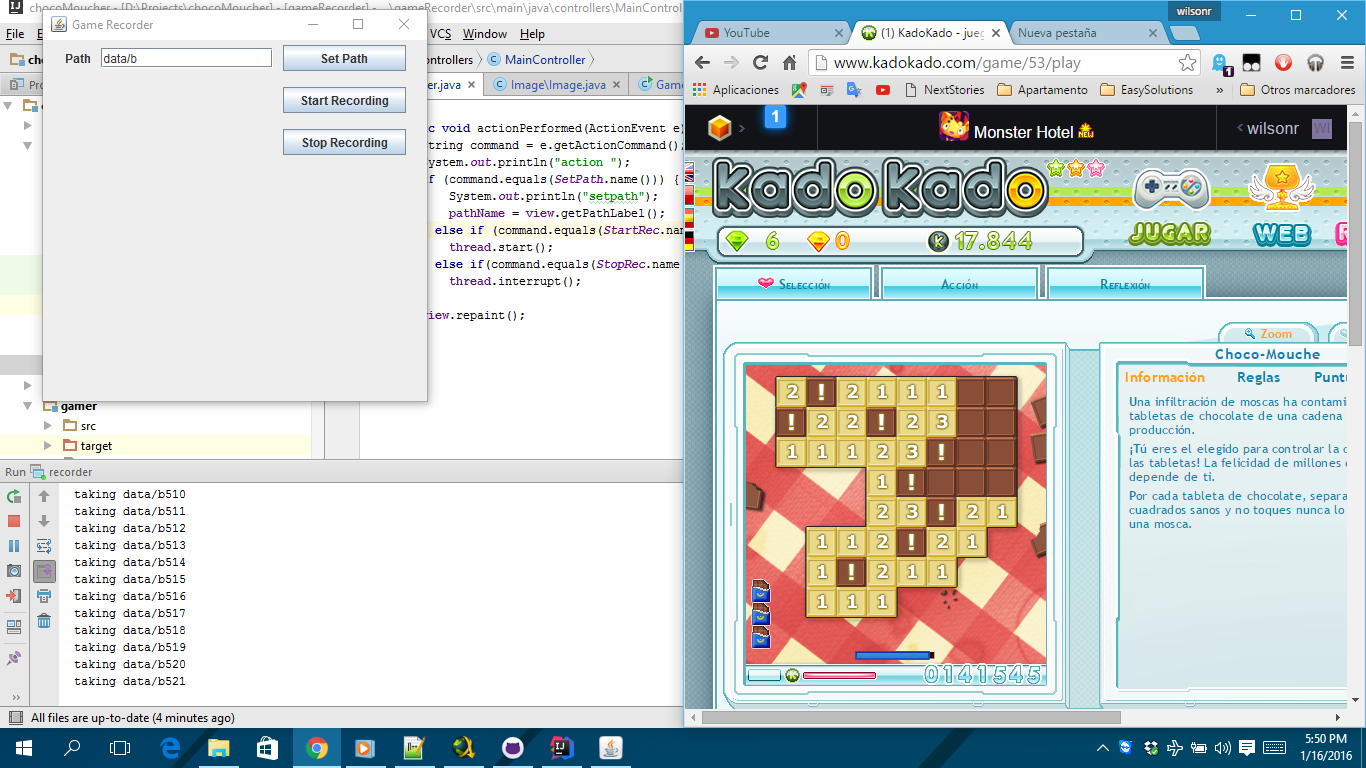 chocoMoucher - [D:\Projects\chocoMoucher] - [gameRecorder] - ...\gameRecorder\src\main\java\controllers\MainControl
File
VCS Window Help
MainController
Image\Image.java
Game Recorder
Path data/b Set Path
Start Recording
Stop Recording
void actionPerformed(ActionEvent e)
command = e.getActionCommand();
System.out.println("action ");
(command.equals(SetPath.name())) {
System.out.println("setpath");
pathName = view.getPathLabel();
else if (command.equals(StartRec.na
thread.start();
else if(command.equals(StopRec.name
thread.interrupt();
view.repaint();
gamer
src
target
Run recorder
taking data/b510
taking data/b511
taking data/b512
taking data/b513
taking data/b514
taking data/b515
taking data/b516
taking data/b517
taking data/b518
taking data/b519
taking data/b520
taking data/b521
All files are up-to-date (4 minutes ago)
wilsonr
YouTube
(1) KadoKado - jueg
Nueva pestaña
www.kadokado.com/game/53/play
1
Aplicaciones
NextStories
Apartamento
EasySolutions
»
Otros marcadores
1
Monster Hotel NEW
wilsonr WI
KadoKado
6 0 K 17.844
JUGAR WEB
Selección Acción Reflexión
Zoom
Choco-Mouche
Información Reglas Puntu
Una infiltración de moscas ha contami
tabletas de chocolate de una cadena
producción.
¡Tú eres el elegido para controlar la c
las tabletas! La felicidad de millones
depende de ti.
Por cada tableta de chocolate, separa
cuadrados sanos y no toques nunca lo
una mosca.
2 ! 2 1 1 1
! 2 2 ! 2 3
1 1 1 2 3 !
1 !
2 3 ! 2 1
1 1 2 ! 2 1
1 ! 2 1 1
1 1 1
0141545
5:50 PM
1/16/2016